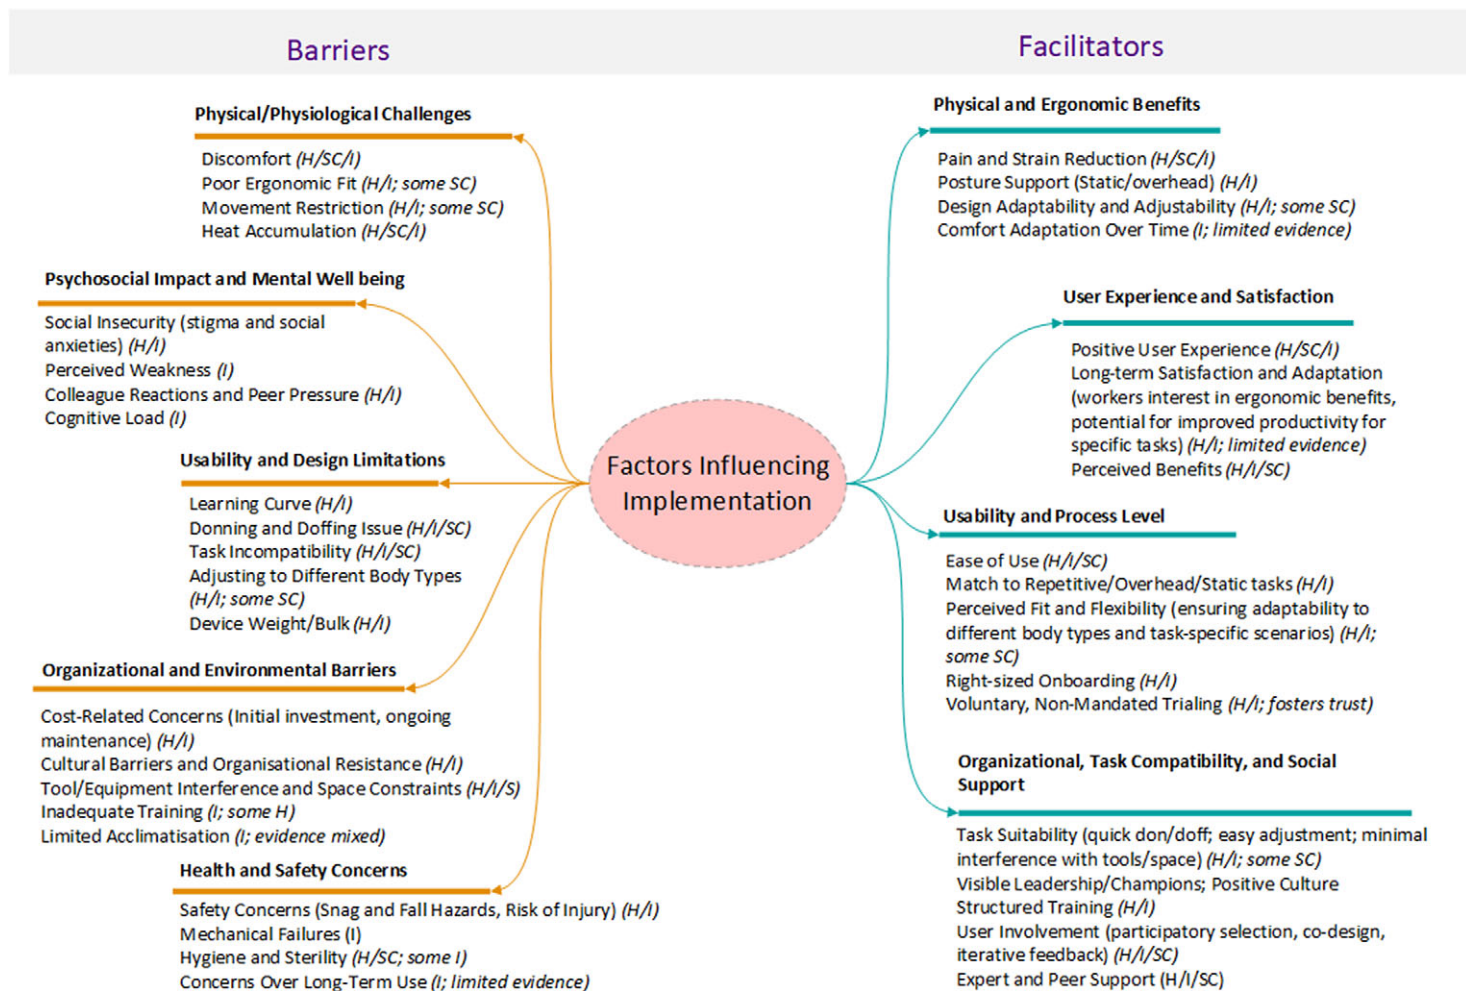 Barriers
Facilitators
Physical/Physiological Challenges
Discomfort (H/SC/I)
Poor Ergonomic Fit (H/I; some SC)
Movement Restriction (H/I; some SC)
Heat Accumulation (H/SC/I)
Psychosocial Impact and Mental Well being
Social Insecurity (stigma and social
anxieties) (H/I)
Perceived Weakness (I)
Colleague Reactions and Peer Pressure (H/I)
Cognitive Load (I)
Usability and Design Limitations
Learning Curve (H/I)
Donning and Doffing Issue (H/I/SC)
Task Incompatibility (H/I/SC)
Adjusting to Different Body Types
(H/I; some SC)
Device Weight/Bulk (H/I)
Organizational and Environmental Barriers
Cost-Related Concerns (Initial investment, ongoing
maintenance) (H/I)
Cultural Barriers and Organisational Resistance (H/I)
Tool/Equipment Interference and Space Constraints (H/I/S)
Inadequate Training (I; some H)
Limited Acclimatisation (I; evidence mixed)
Health and Safety Concerns
Safety Concerns (Snag and Fall Hazards, Risk of Injury) (H/I)
Mechanical Failures (I)
Hygiene and Sterility (H/SC; some I)
Concerns Over Long-Term Use (I; limited evidence)
Factors Influencing
Implementation
Physical and Ergonomic Benefits
Pain and Strain Reduction (H/SC/I)
Posture Support (Static/overhead) (H/I)
Design Adaptability and Adjustability (H/I; some SC)
Comfort Adaptation Over Time (I; limited evidence)
User Experience and Satisfaction
Positive User Experience (H/SC/I)
Long-term Satisfaction and Adaptation
(workers interest in ergonomic benefits,
potential for improved productivity for
specific tasks) (H/I; limited evidence)
Perceived Benefits (H/I/SC)
Usability and Process Level
Ease of Use (H/I/SC)
Match to Repetitive/Overhead/Static tasks (H/I)
Perceived Fit and Flexibility (ensuring adaptability to
different body types and task-specific scenarios) (H/I;
some SC)
Right-sized Onboarding (H/I)
Voluntary, Non-Mandated Trialing (H/I; fosters trust)
Organizational, Task Compatibility, and Social
Support
Task Suitability (quick don/doff; easy adjustment; minimal
interference with tools/space) (H/I; some SC)
Visible Leadership/Champions; Positive Culture
Structured Training (H/I)
User Involvement (participatory selection, co-design,
iterative feedback) (H/I/SC)
Expert and Peer Support (H/I/SC)